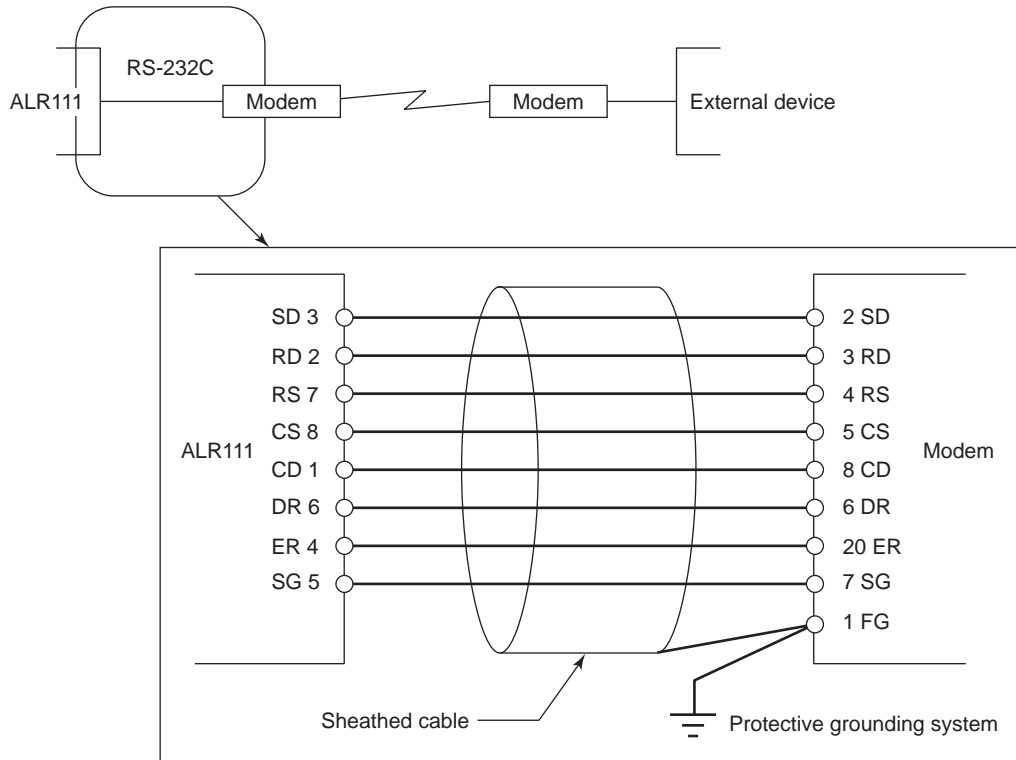 RS-232C
ALR111
Modem
Modem
External device
SD 3
2 SD
RD 2
3 RD
RS 7
4 RS
CS 8
5 CS
ALR111
Modem
CD 1
8 CD
DR 6
6 DR
ER 4
20 ER
SG 5
7 SG
1 FG
Sheathed cable
Protective grounding system